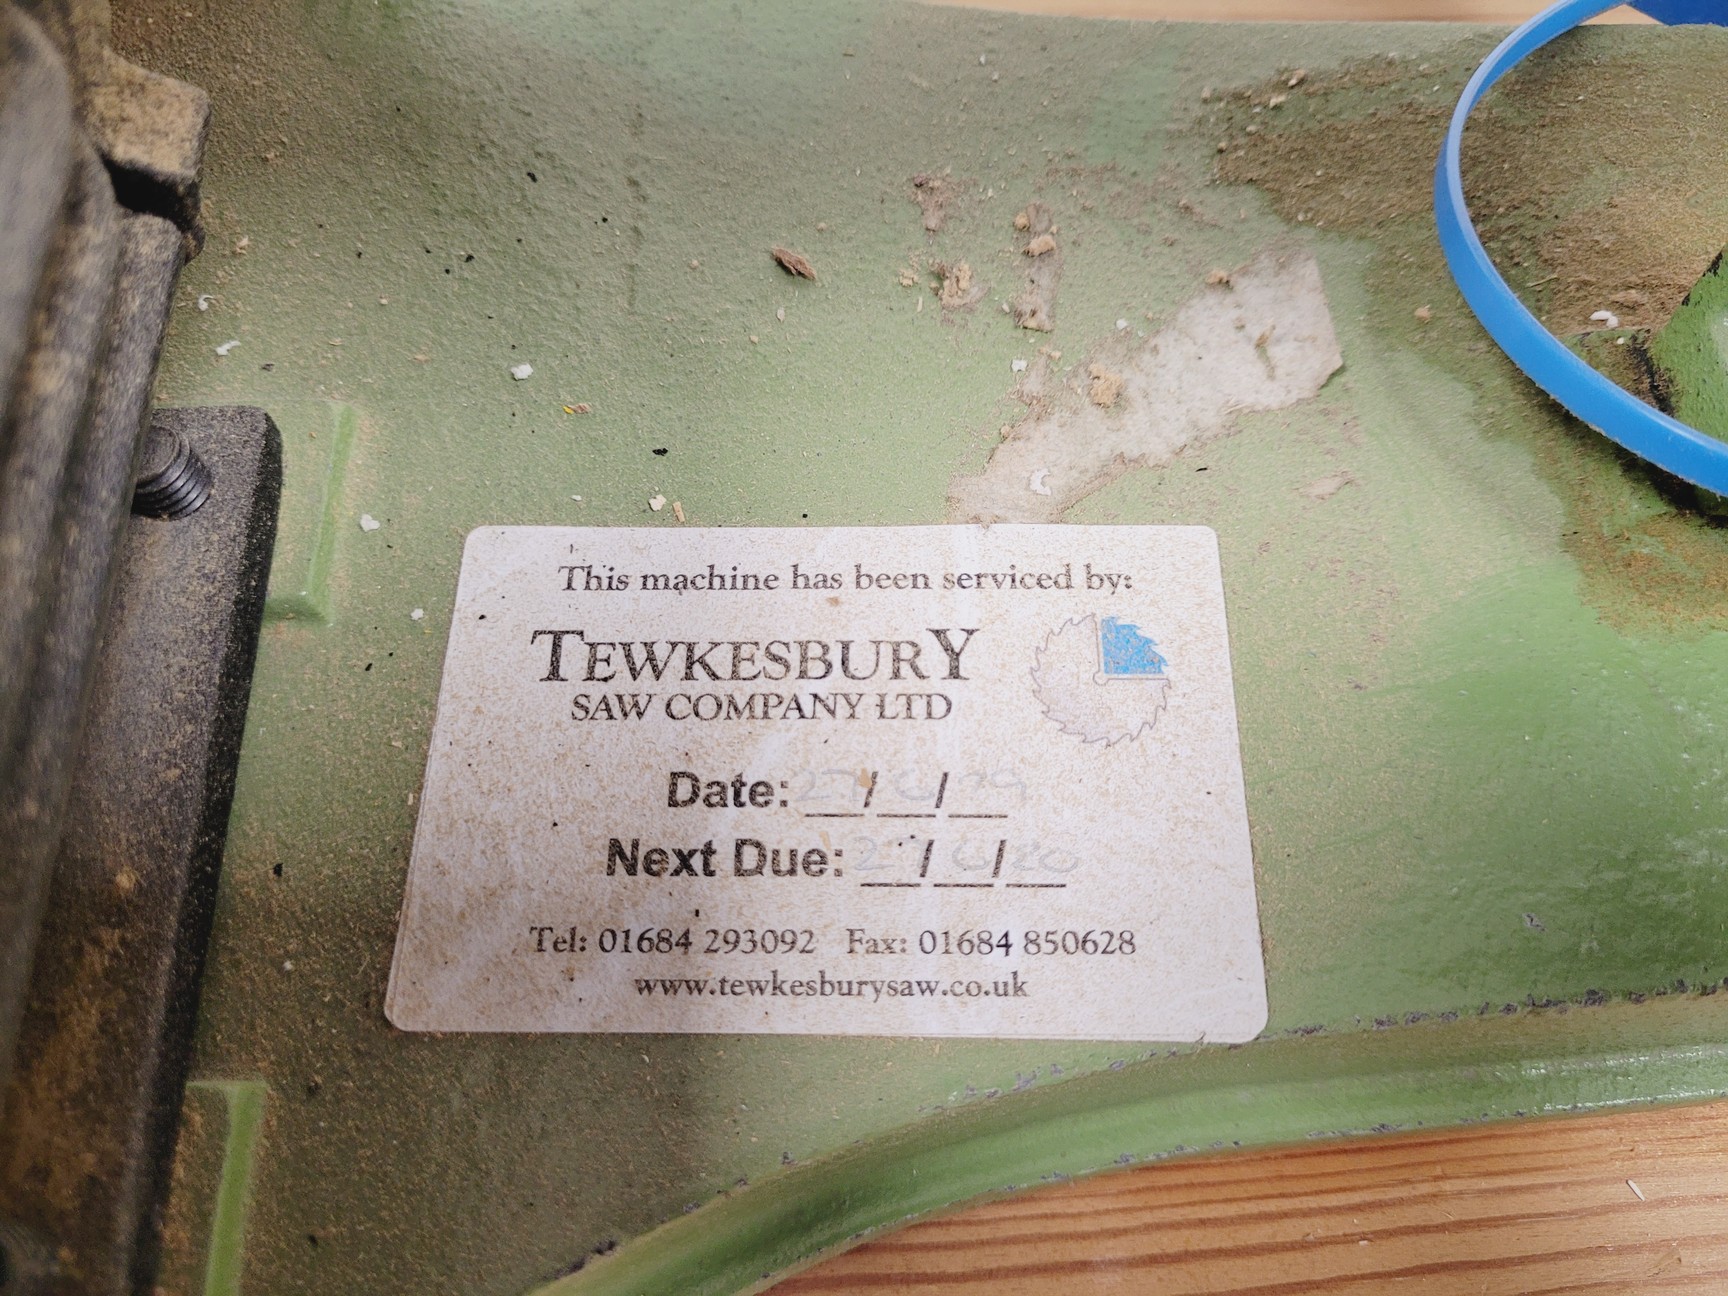 This machine has been serviced by:
TEWKESBURY
SAW COMPANY LTD
Date: 27/6/19
Next Due: 27/6/20
Tel: 01684 293092 Fax: 01684 850628
www.tewkesburysaw.co.uk